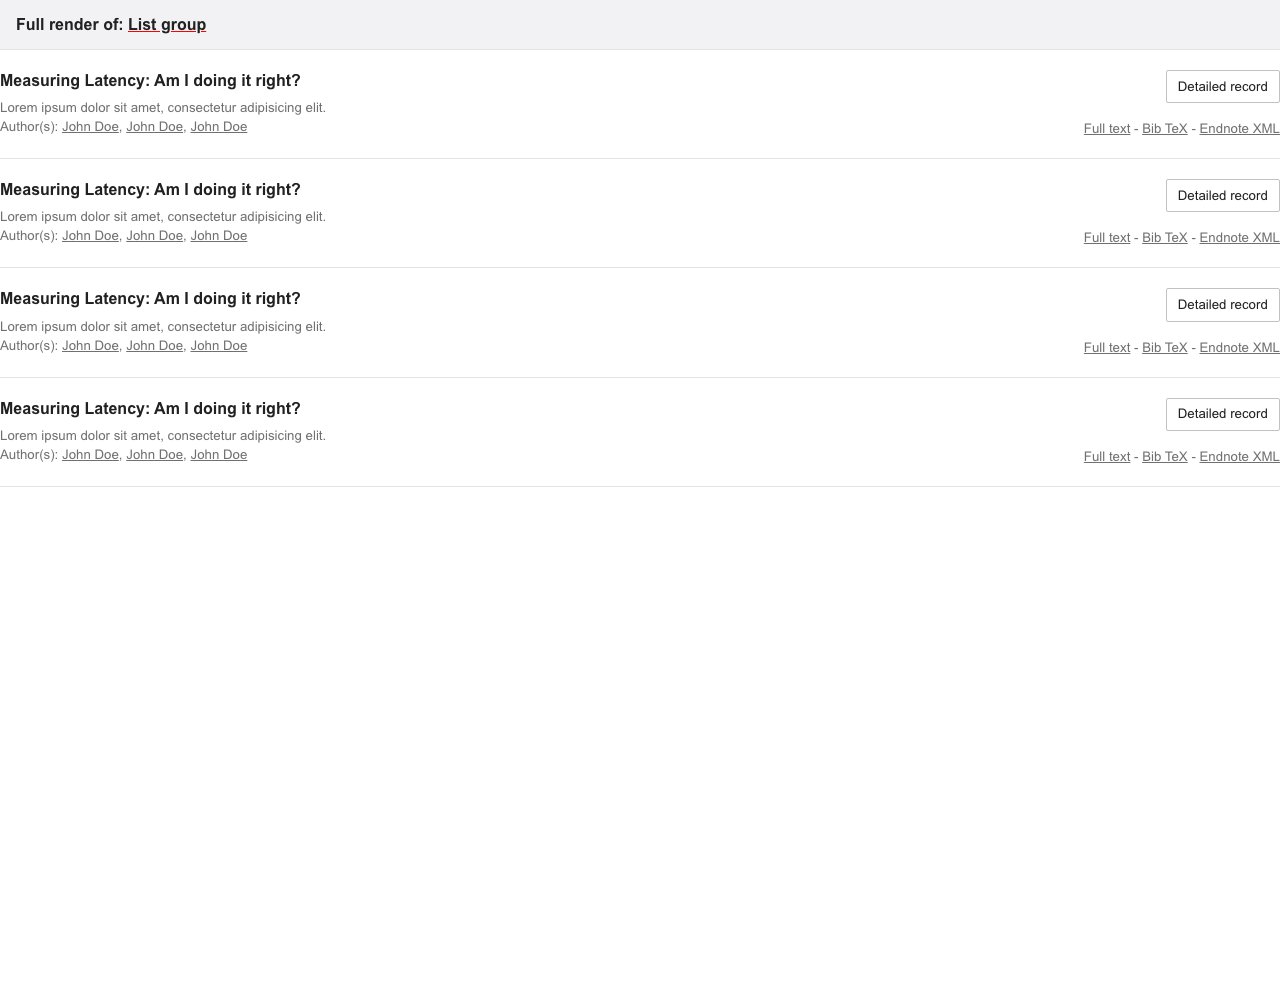 Full render of: List group
Measuring Latency: Am I doing it right?
Detailed record
Lorem ipsum dolor sit amet, consectetur adipisicing elit.
Author(s): John Doe, John Doe, John Doe
Full text - Bib TeX - Endnote XML
Measuring Latency: Am I doing it right?
Detailed record
Lorem ipsum dolor sit amet, consectetur adipisicing elit.
Author(s): John Doe, John Doe, John Doe
Full text - Bib TeX - Endnote XML
Measuring Latency: Am I doing it right?
Detailed record
Lorem ipsum dolor sit amet, consectetur adipisicing elit.
Author(s): John Doe, John Doe, John Doe
Full text - Bib TeX - Endnote XML
Measuring Latency: Am I doing it right?
Detailed record
Lorem ipsum dolor sit amet, consectetur adipisicing elit.
Author(s): John Doe, John Doe, John Doe
Full text - Bib TeX - Endnote XML